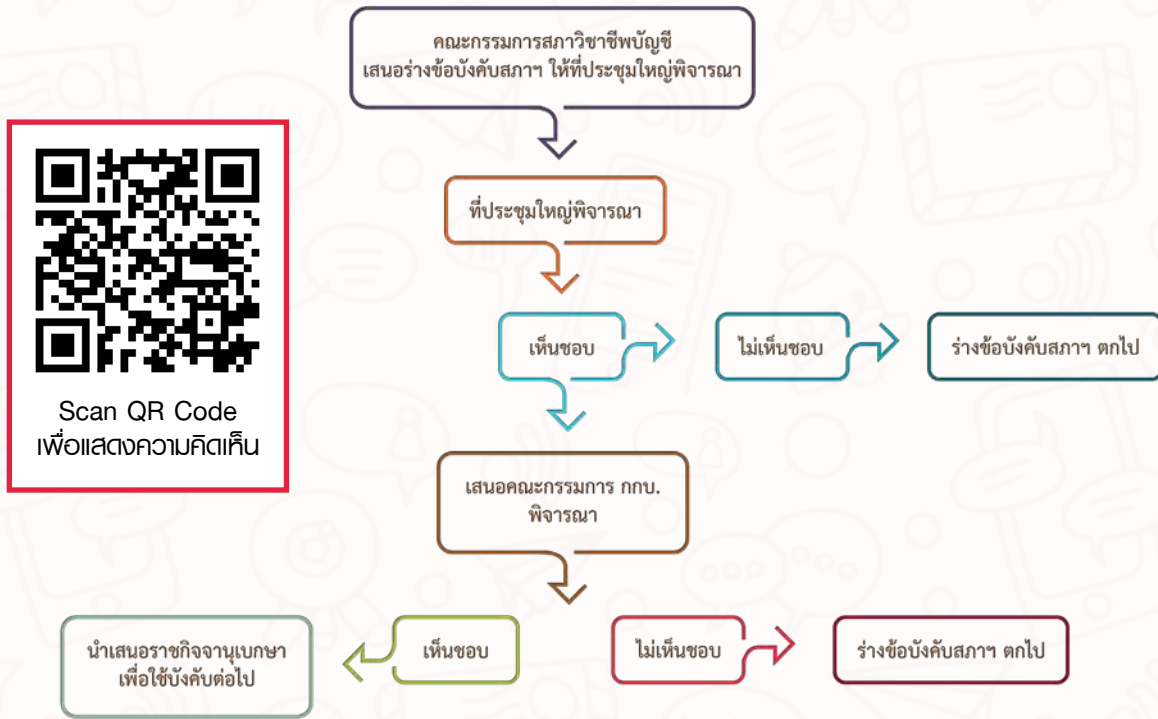 คณะกรรมการสภาวิชาชีพบัญชี
เสนอร่างข้อบังคับสภาฯ ให้ที่ประชุมใหญ่พิจารณา
ที่ประชุมใหญ่พิจารณา
เห็นชอบ
ไม่เห็นชอบ
ร่างข้อบังคับสภาฯ ตกไป
Scan QR Code
เพื่อแสดงความคิดเห็น
เสนอคณะกรรมการ กกบ.
พิจารณา
นำเสนอราชกิจจานุเบกษา
เพื่อใช้บังคับต่อไป
เห็นชอบ
ไม่เห็นชอบ
ร่างข้อบังคับสภาฯ ตกไป